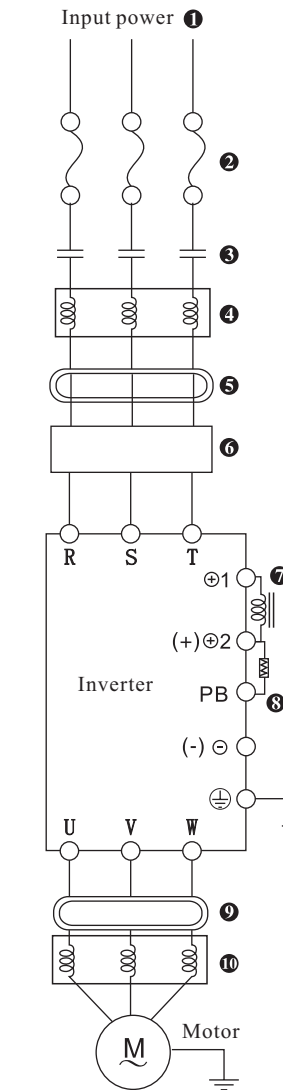 Input power ❶
❷
❸
❹
❺
❻
R S T
⊕1 ❼
(+)⊕2
Inverter
PB ❽
(-) ⊖
U V W
❾
❿
Motor
M